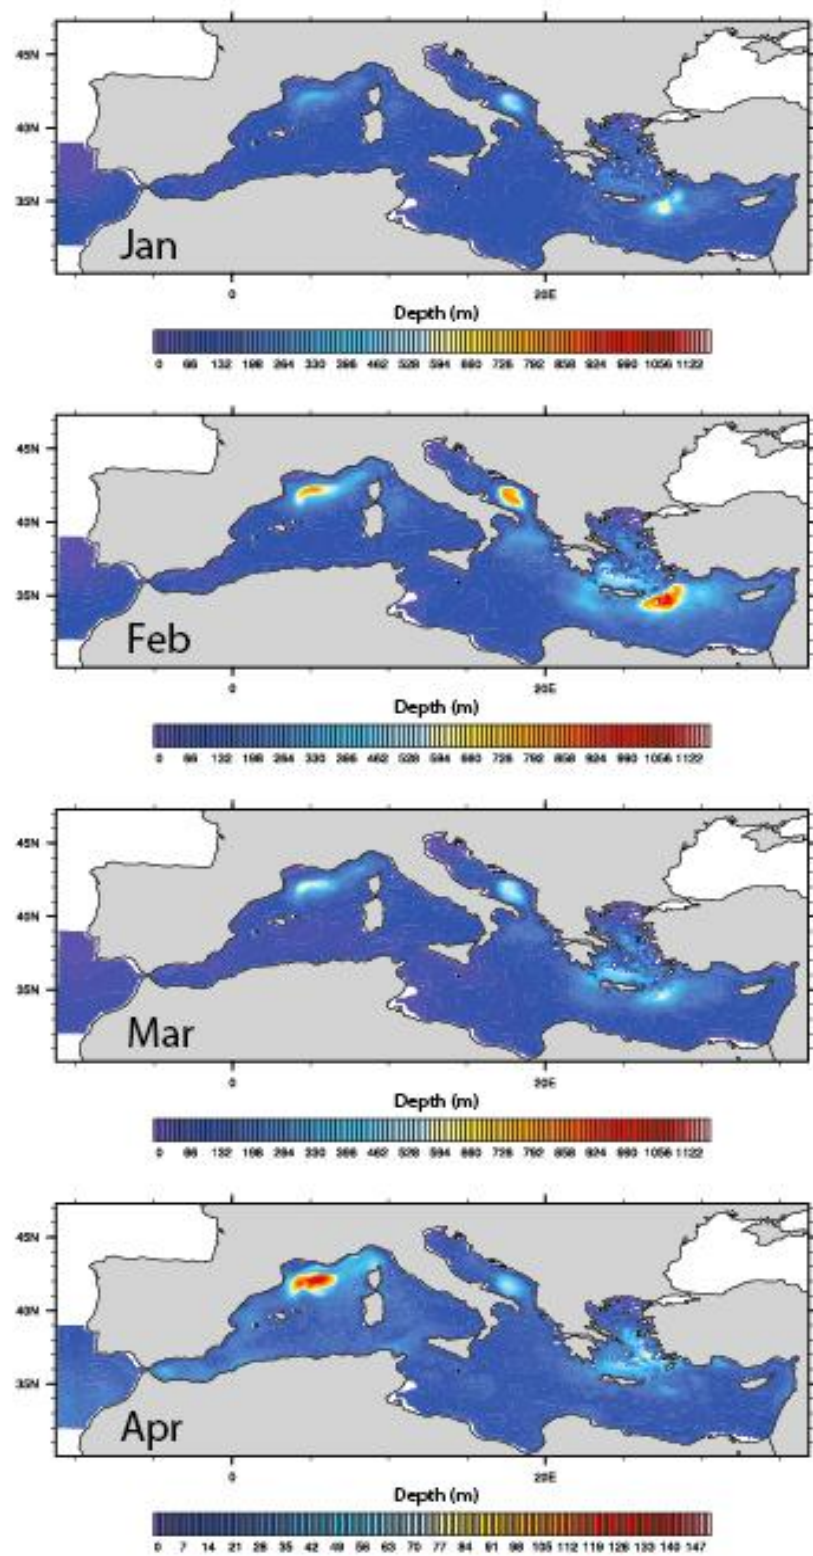 45N
40N
35N
Jan
0 20E
Depth (m)
0 66 132 198 264 330 396 462 528 594 660 726 792 858 924 990 1056 1122
45N
40N
35N
Feb
0 20E
Depth (m)
0 66 132 198 264 330 396 462 528 594 660 726 792 858 924 990 1056 1122
45N
40N
35N
Mar
0 20E
Depth (m)
0 66 132 198 264 330 396 462 528 594 660 726 792 858 924 990 1056 1122
45N
40N
35N
Apr
0 20E
Depth (m)
0 7 14 21 28 35 42 49 56 63 70 77 84 91 98 105 112 119 126 133 140 147